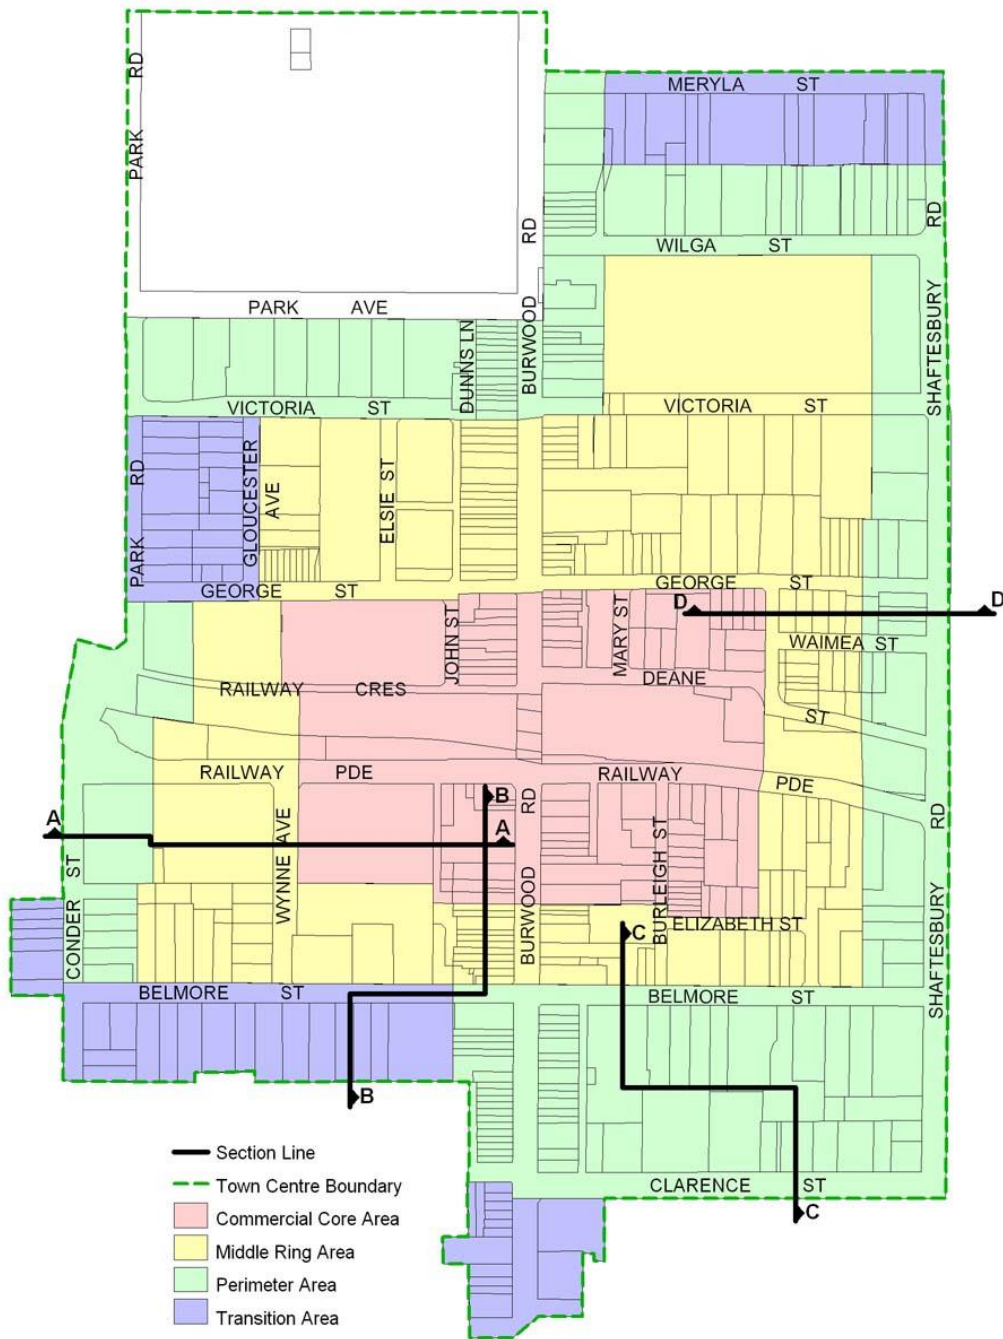 PARK RD
MERYLA ST
PARK RD
RD
WILGA ST
PARK AVE
DUNNS LN
BURWOOD
SHAFTESBURY
VICTORIA ST
VICTORIA ST
PARK RD
GLOUCESTER AVE
ELSIE ST
GEORGE ST
GEORGE ST
D
D
JOHN ST
MARY ST
WAIMEA ST
RAILWAY CRES
DEANE ST
RAILWAY PDE
RAILWAY PDE
B
A
A
RD
RD
CONDER ST
WYNNE AVE
BURWOOD
BURLEIGH ST
ELIZABETH ST
C
SHAFTESBURY
BELMORE ST
BELMORE ST
B
CLARENCE ST
C
Section Line
Town Centre Boundary
Commercial Core Area
Middle Ring Area
Perimeter Area
Transition Area